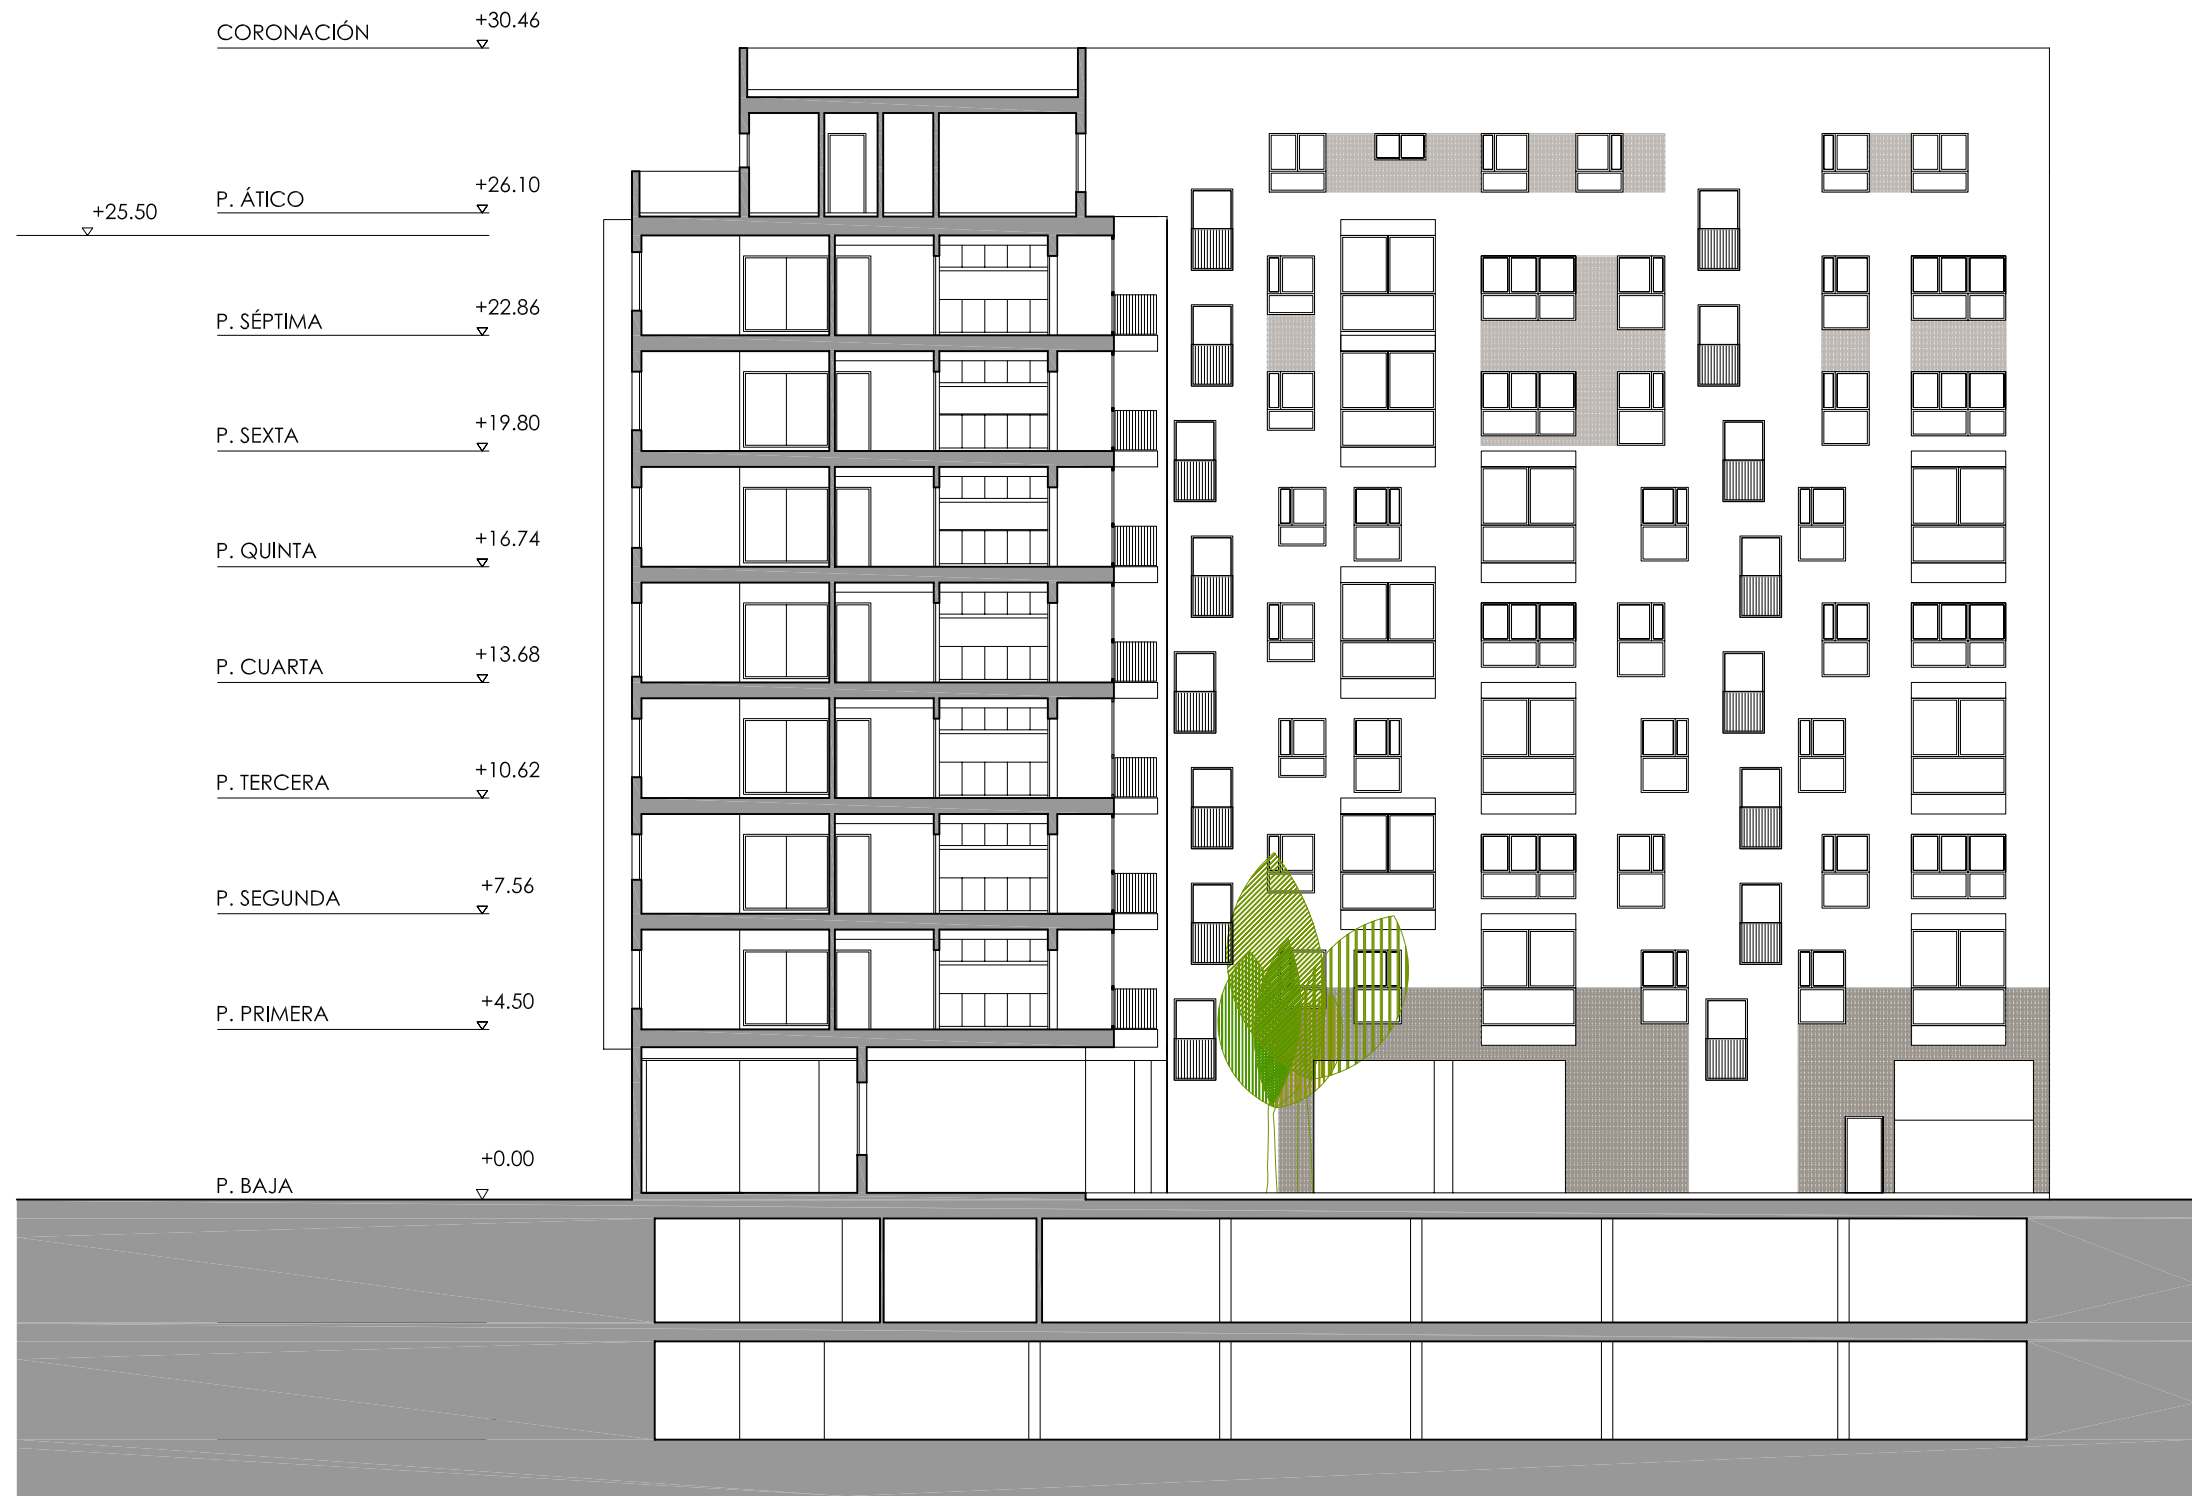 CORONACIÓN +30.46
P. ÁTICO +26.10
+25.50
P. SÉPTIMA +22.86
P. SEXTA +19.80
P. QUINTA +16.74
P. CUARTA +13.68
P. TERCERA +10.62
P. SEGUNDA +7.56
P. PRIMERA +4.50
P. BAJA +0.00